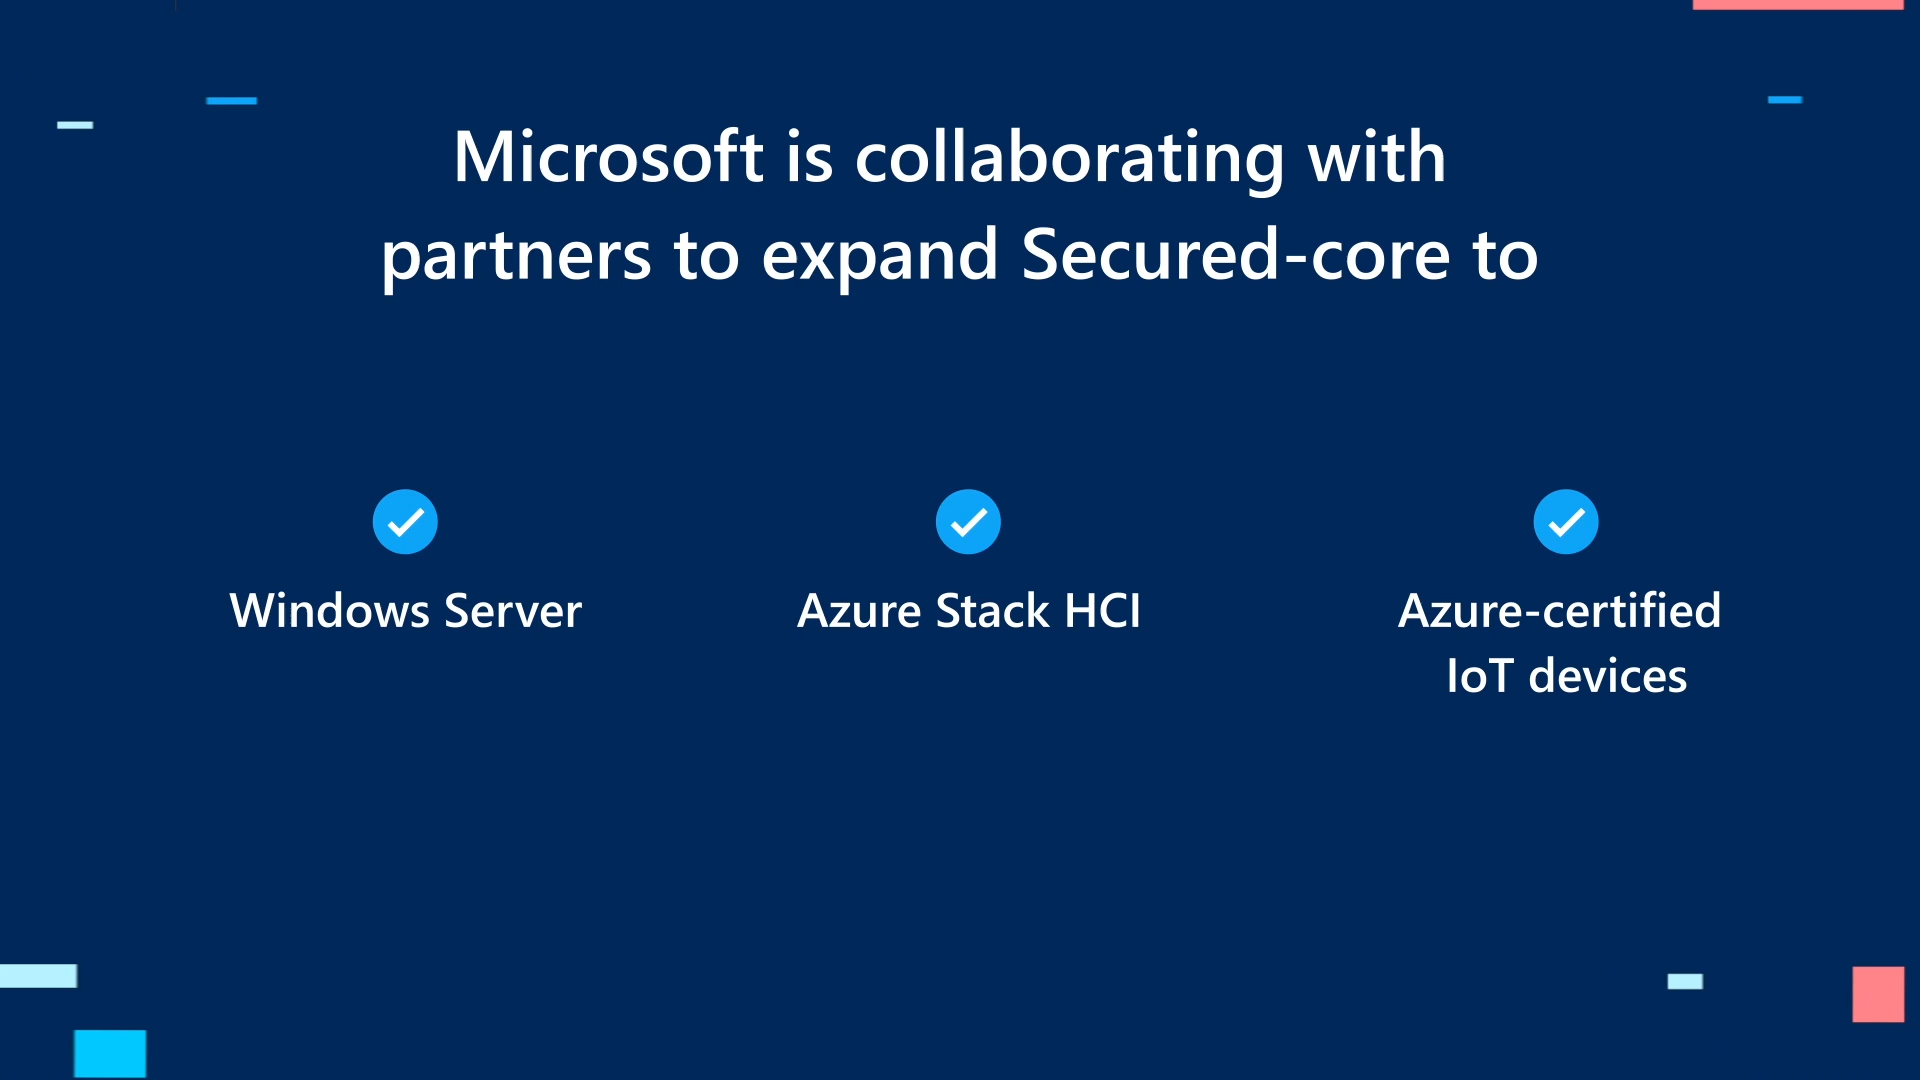 Microsoft is collaborating with
partners to expand Secured-core to
Windows Server
Azure Stack HCI
Azure-certified
IoT devices